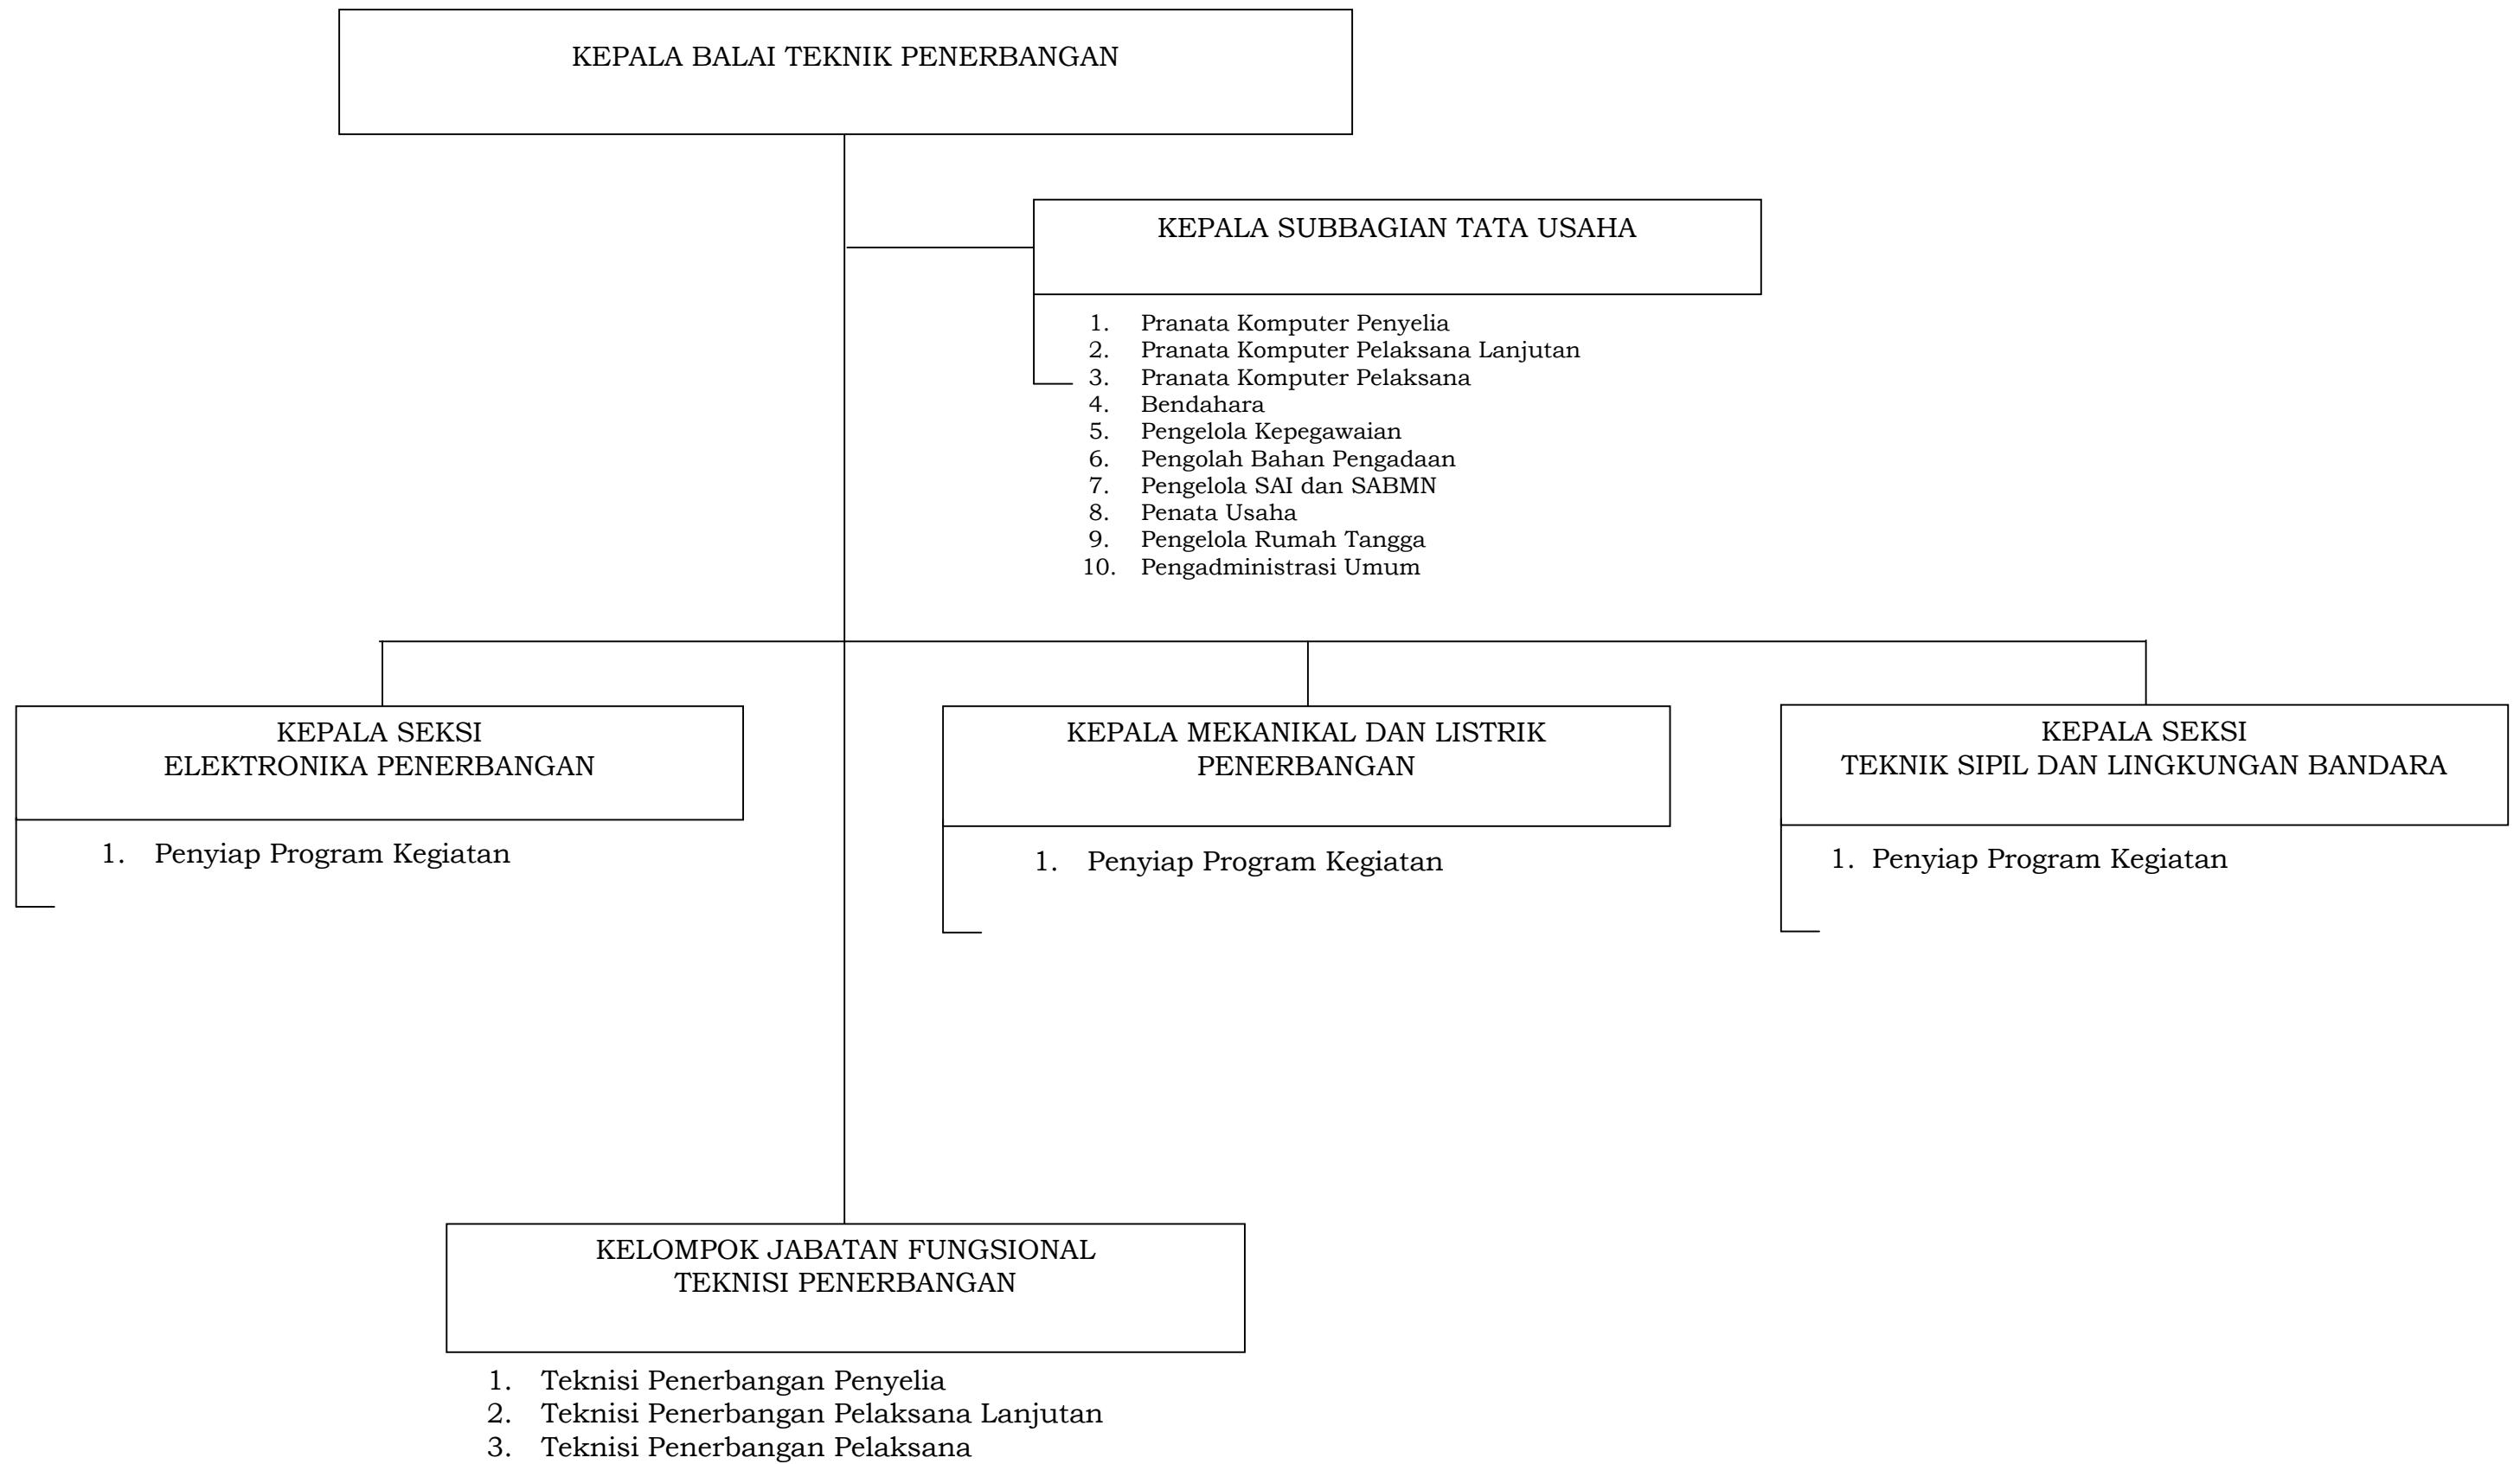 KEPALA BALAI TEKNIK PENERBANGAN
KEPALA SUBBAGIAN TATA USAHA
1. Pranata Komputer Penyelia
2. Pranata Komputer Pelaksana Lanjutan
3. Pranata Komputer Pelaksana
4. Bendahara
5. Pengelola Kepegawaian
6. Pengolah Bahan Pengadaan
7. Pengelola SAI dan SABMN
8. Penata Usaha
9. Pengelola Rumah Tangga
10. Pengadministrasi Umum
KEPALA SEKSI
ELEKTRONIKA PENERBANGAN
1. Penyiap Program Kegiatan
KEPALA MEKANIKAL DAN LISTRIK
PENERBANGAN
1. Penyiap Program Kegiatan
KEPALA SEKSI
TEKNIK SIPIL DAN LINGKUNGAN BANDARA
1. Penyiap Program Kegiatan
KELOMPOK JABATAN FUNGSIONAL
TEKNISI PENERBANGAN
1. Teknisi Penerbangan Penyelia
2. Teknisi Penerbangan Pelaksana Lanjutan
3. Teknisi Penerbangan Pelaksana